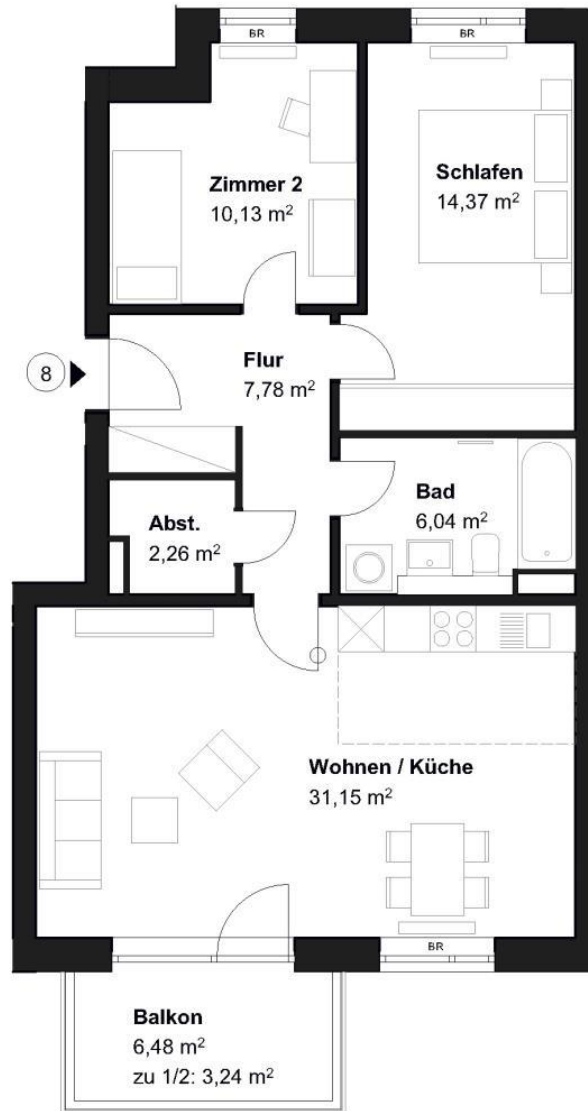 BR
BR
Zimmer 2
10,13 m²
Schlafen
14,37 m²
8
Flur
7,78 m²
Abst.
2,26 m²
Bad
6,04 m²
Wohnen / Küche
31,15 m²
BR
Balkon
6,48 m²
zu 1/2: 3,24 m²